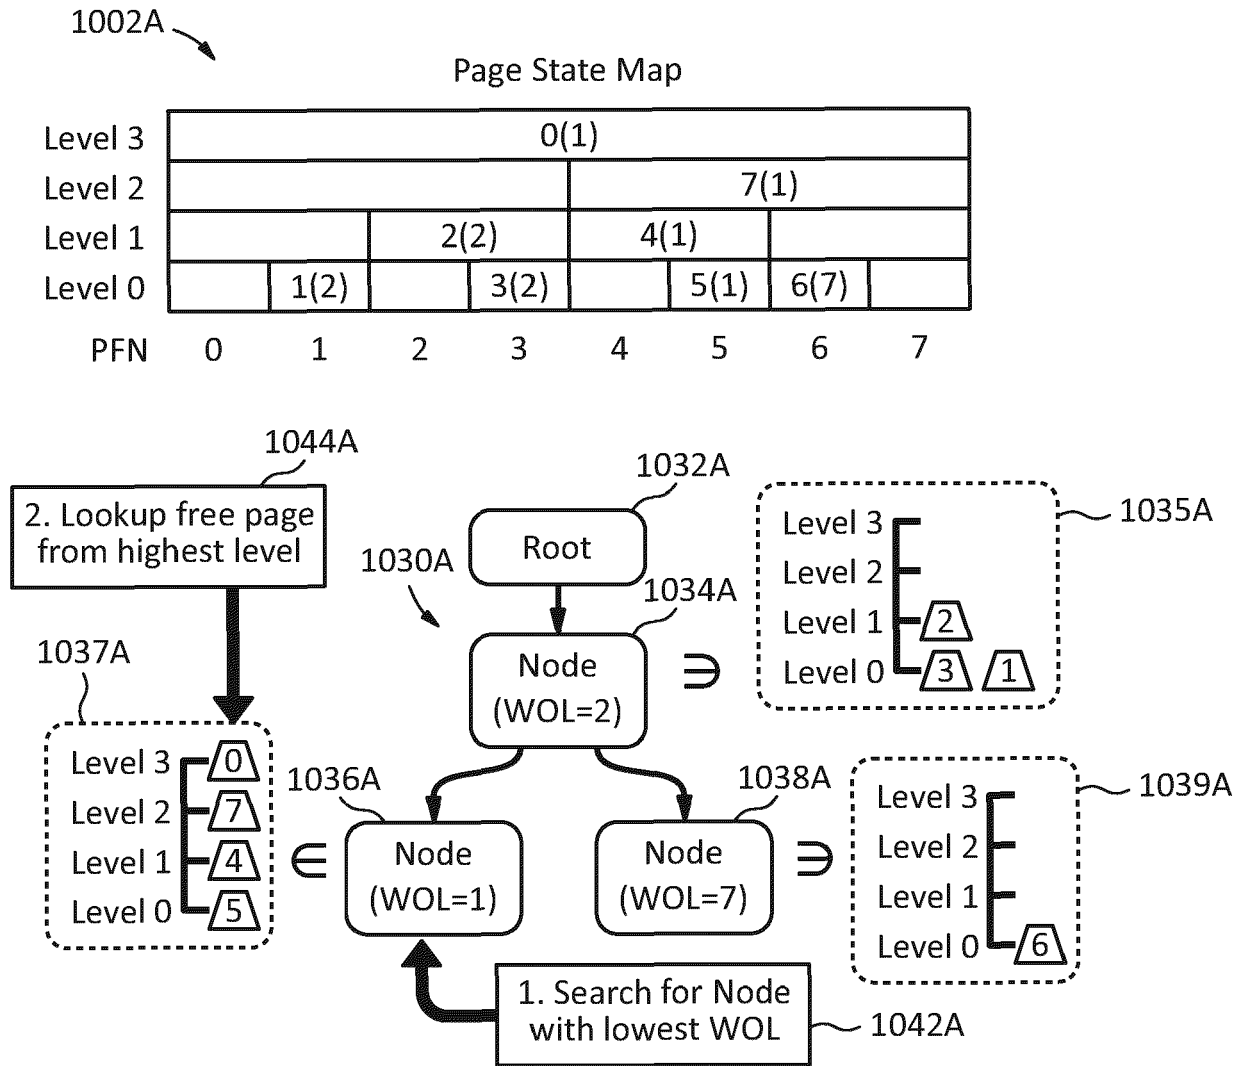 1002A
Page State Map
Level 3 0(1)
Level 2 7(1)
Level 1 2(2) 4(1)
Level 0 1(2) 3(2) 5(1) 6(7)
PFN 0 1 2 3 4 5 6 7
1044A
2. Lookup free page
from highest level
1032A
Root
1030A
1034A
Node
(WOL=2)
∋
1035A
Level 3
Level 2
Level 1 2
Level 0 3 1
1037A
Level 3 0
Level 2 7
Level 1 4
Level 0 5
1036A
∈
Node
(WOL=1)
1038A
Node
(WOL=7)
∋
1039A
Level 3
Level 2
Level 1
Level 0 6
1. Search for Node
with lowest WOL
1042A